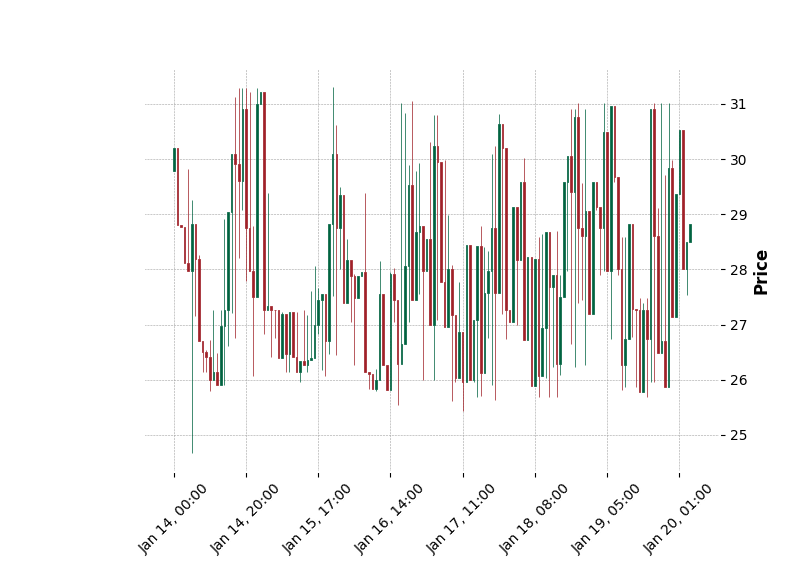 31
30
29
28
27
26
25
Price
Jan 14, 00:00
Jan 14, 20:00
Jan 15, 17:00
Jan 16, 14:00
Jan 17, 11:00
Jan 18, 08:00
Jan 19, 05:00
Jan 20, 01:00